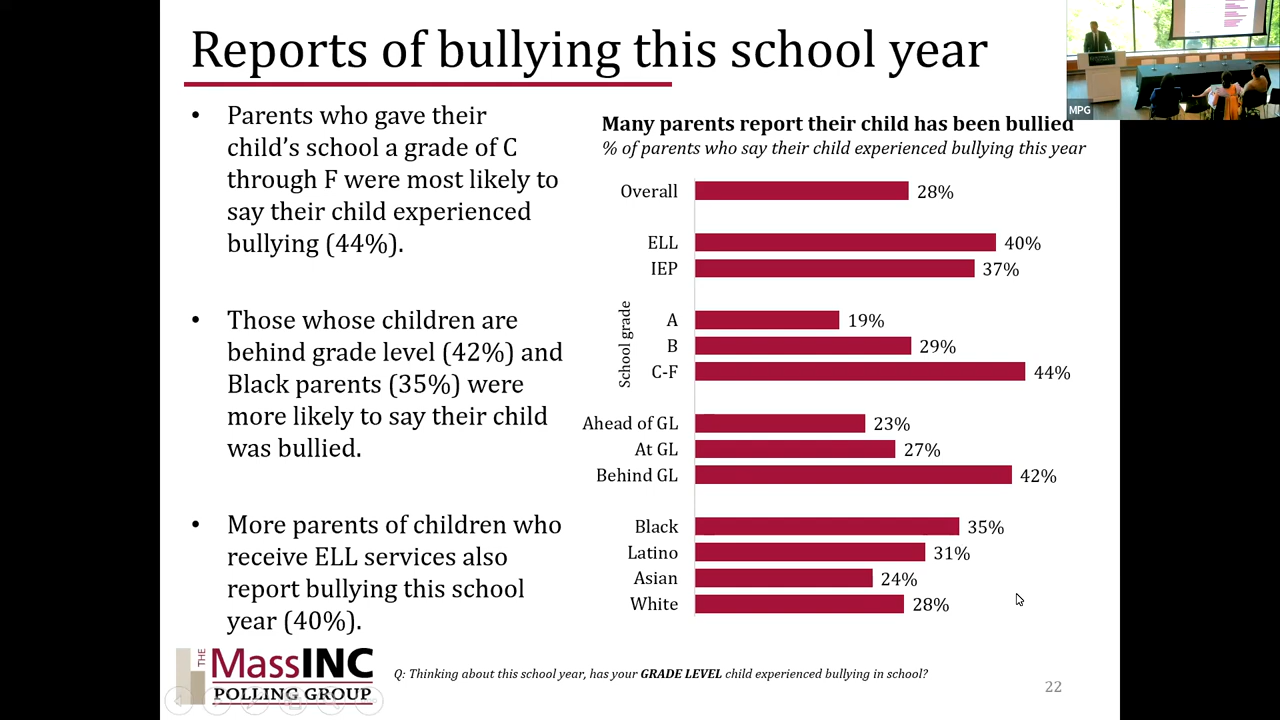 Reports of bullying this school year
• Parents who gave their
child’s school a grade of C
through F were most likely to
say their child experienced
bullying (44%).
• Those whose children are
behind grade level (42%) and
Black parents (35%) were
more likely to say their child
was bullied.
• More parents of children who
receive ELL services also
report bullying this school
year (40%).
Many parents report their child has been bullied
% of parents who say their child experienced bullying this year
Overall 28%
ELL 40%
IEP 37%
School grade
A 19%
B 29%
C-F 44%
Ahead of GL 23%
At GL 27%
Behind GL 42%
Black 35%
Latino 31%
Asian 24%
White 28%
THE MassINC
POLLING GROUP
Q: Thinking about this school year, has your GRADE LEVEL child experienced bullying in school?
22
MPG